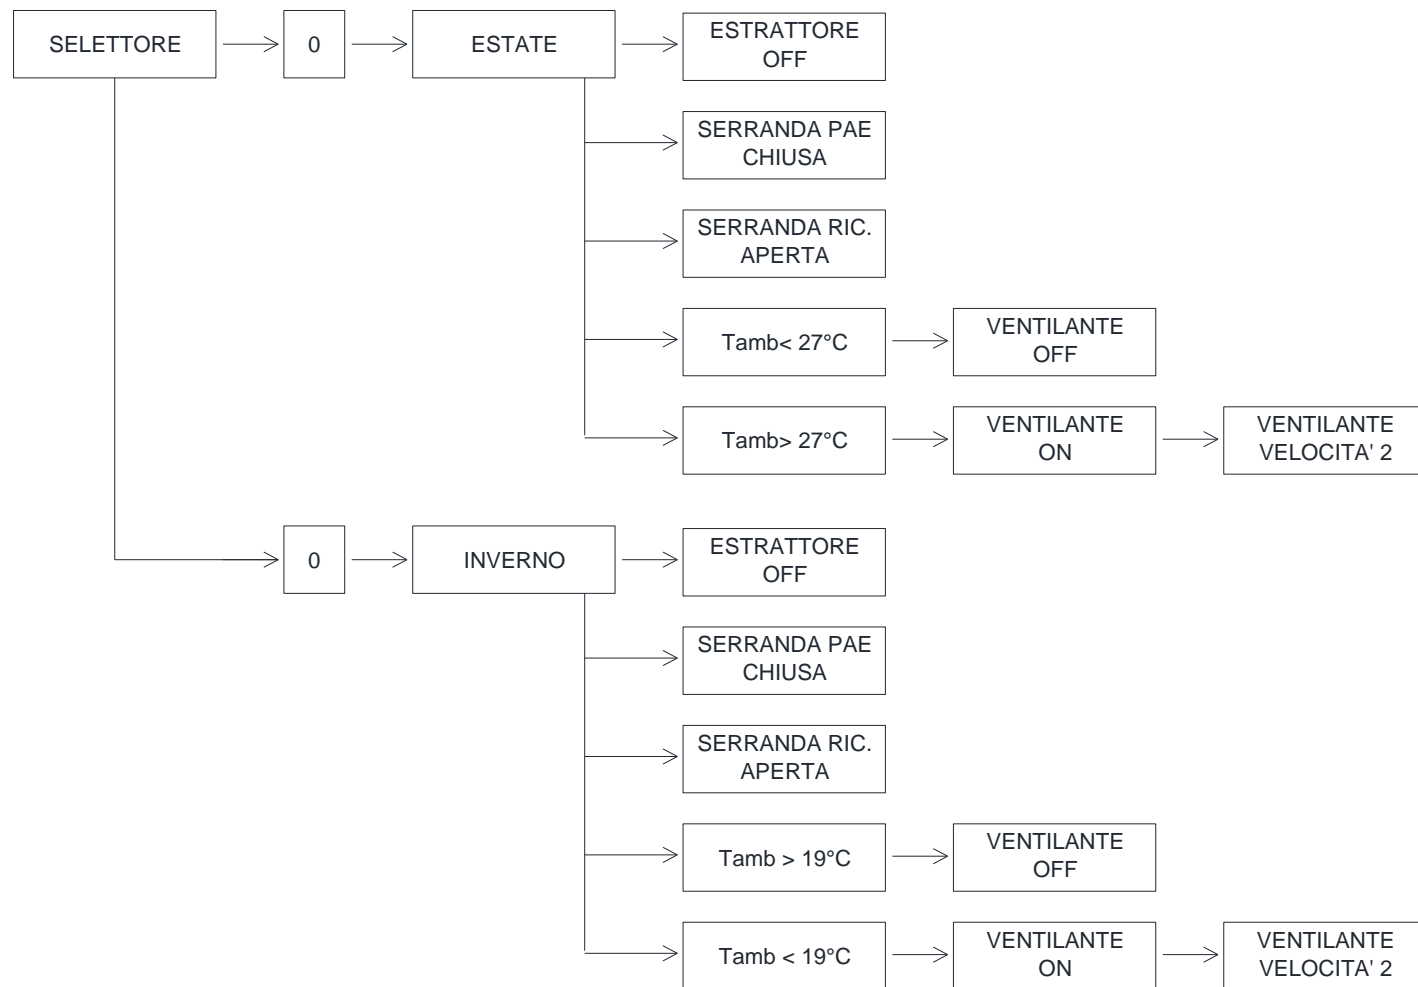 SELETTORE
0
ESTATE
ESTRATTORE
OFF
SERRANDA PAE
CHIUSA
SERRANDA RIC.
APERTA
Tamb< 27°C
VENTILANTE
OFF
Tamb> 27°C
VENTILANTE
ON
VENTILANTE
VELOCITA' 2
0
INVERNO
ESTRATTORE
OFF
SERRANDA PAE
CHIUSA
SERRANDA RIC.
APERTA
Tamb > 19°C
VENTILANTE
OFF
Tamb < 19°C
VENTILANTE
ON
VENTILANTE
VELOCITA' 2